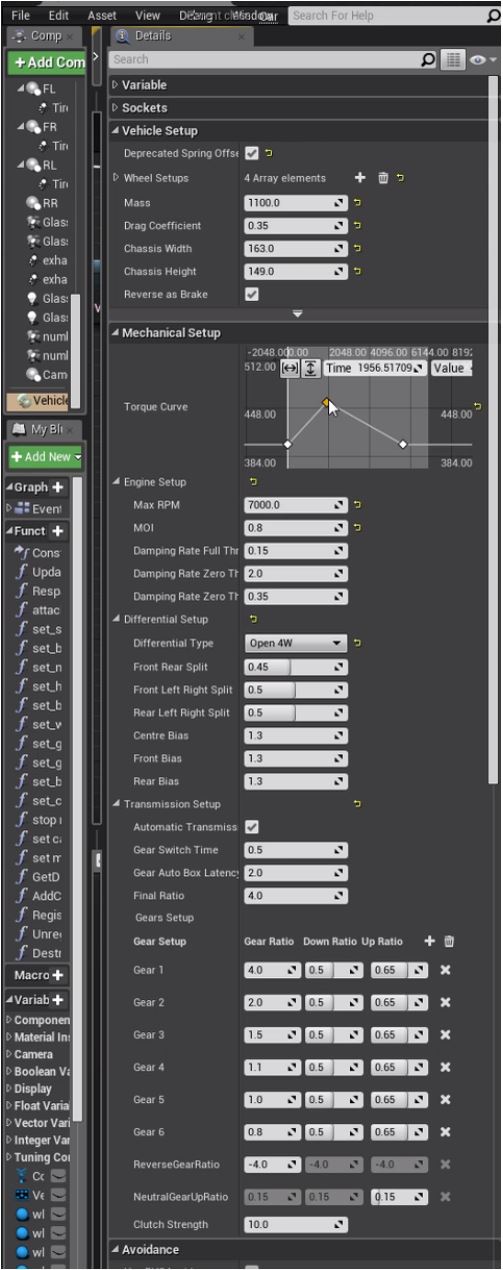 File Edit Asset View Debug Window Help Search For Help
Comp Details
+Add Com Search
FL
Tire
FR
Tire
RL
Tire
RR
Glas
Glas
exha
exha
Glas
Glas
numl
numl
Cam
Vehicle
My Bl
+Add New
Graph
Event
Funct
Cons
Upda
Resp
attac
set_s
set_b
set_n
set_h
set_b
set_w
set_g
set_g
set_b
set_c
stop
set c
set m
GetD
AddC
Regis
Unre
Destr
Macro
Variab
Componen
Material In
Camera
Boolean Va
Display
Float Varia
Vector Vari
Integer Var
Tuning Co
Cc
Ve
wl
wl
wl
wl
Variable
Sockets
Vehicle Setup
Deprecated Spring Offse
Wheel Setups 4 Array elements
Mass 1100.0
Drag Coefficient 0.35
Chassis Width 163.0
Chassis Height 149.0
Reverse as Brake
Mechanical Setup
-2048.00 0.00 2048.00 4096.00 6144.00 8192
512.00 Time 1956.51709 Value
Torque Curve
448.00 448.00
384.00 384.00
Engine Setup
Max RPM 7000.0
MOI 0.8
Damping Rate Full Thr 0.15
Damping Rate Zero Th 2.0
Damping Rate Zero Th 0.35
Differential Setup
Differential Type Open 4W
Front Rear Split 0.45
Front Left Right Split 0.5
Rear Left Right Split 0.5
Centre Bias 1.3
Front Bias 1.3
Rear Bias 1.3
Transmission Setup
Automatic Transmiss
Gear Switch Time 0.5
Gear Auto Box Latency 2.0
Final Ratio 4.0
Gears Setup
Gear Setup Gear Ratio Down Ratio Up Ratio
Gear 1 4.0 0.5 0.65
Gear 2 2.0 0.5 0.65
Gear 3 1.5 0.5 0.65
Gear 4 1.1 0.5 0.65
Gear 5 1.0 0.5 0.65
Gear 6 0.8 0.5 0.65
ReverseGearRatio -4.0 -4.0 -4.0
NeutralGearUpRatio 0.15 0.15 0.15
Clutch Strength 10.0
Avoidance